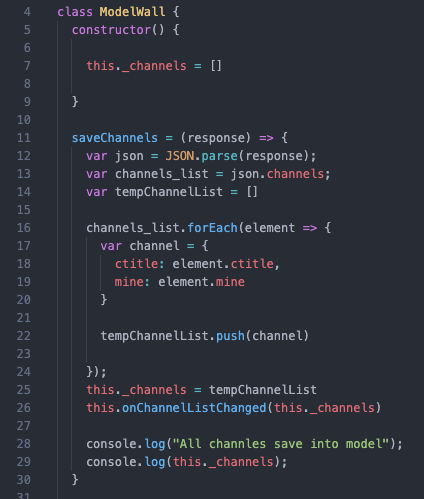 4 class ModelWall {
5   constructor() {
6
7     this._channels = []
8
9   }
10
11   saveChannels = (response) => {
12     var json = JSON.parse(response);
13     var channels_list = json.channels;
14     var tempChannelList = []
15
16     channels_list.forEach(element => {
17       var channel = {
18         ctitle: element.ctitle,
19         mine: element.mine
20       }
21
22       tempChannelList.push(channel)
23
24     });
25     this._channels = tempChannelList
26     this.onChannelListChanged(this._channels)
27
28     console.log("All channles save into model");
29     console.log(this._channels);
30   }
31